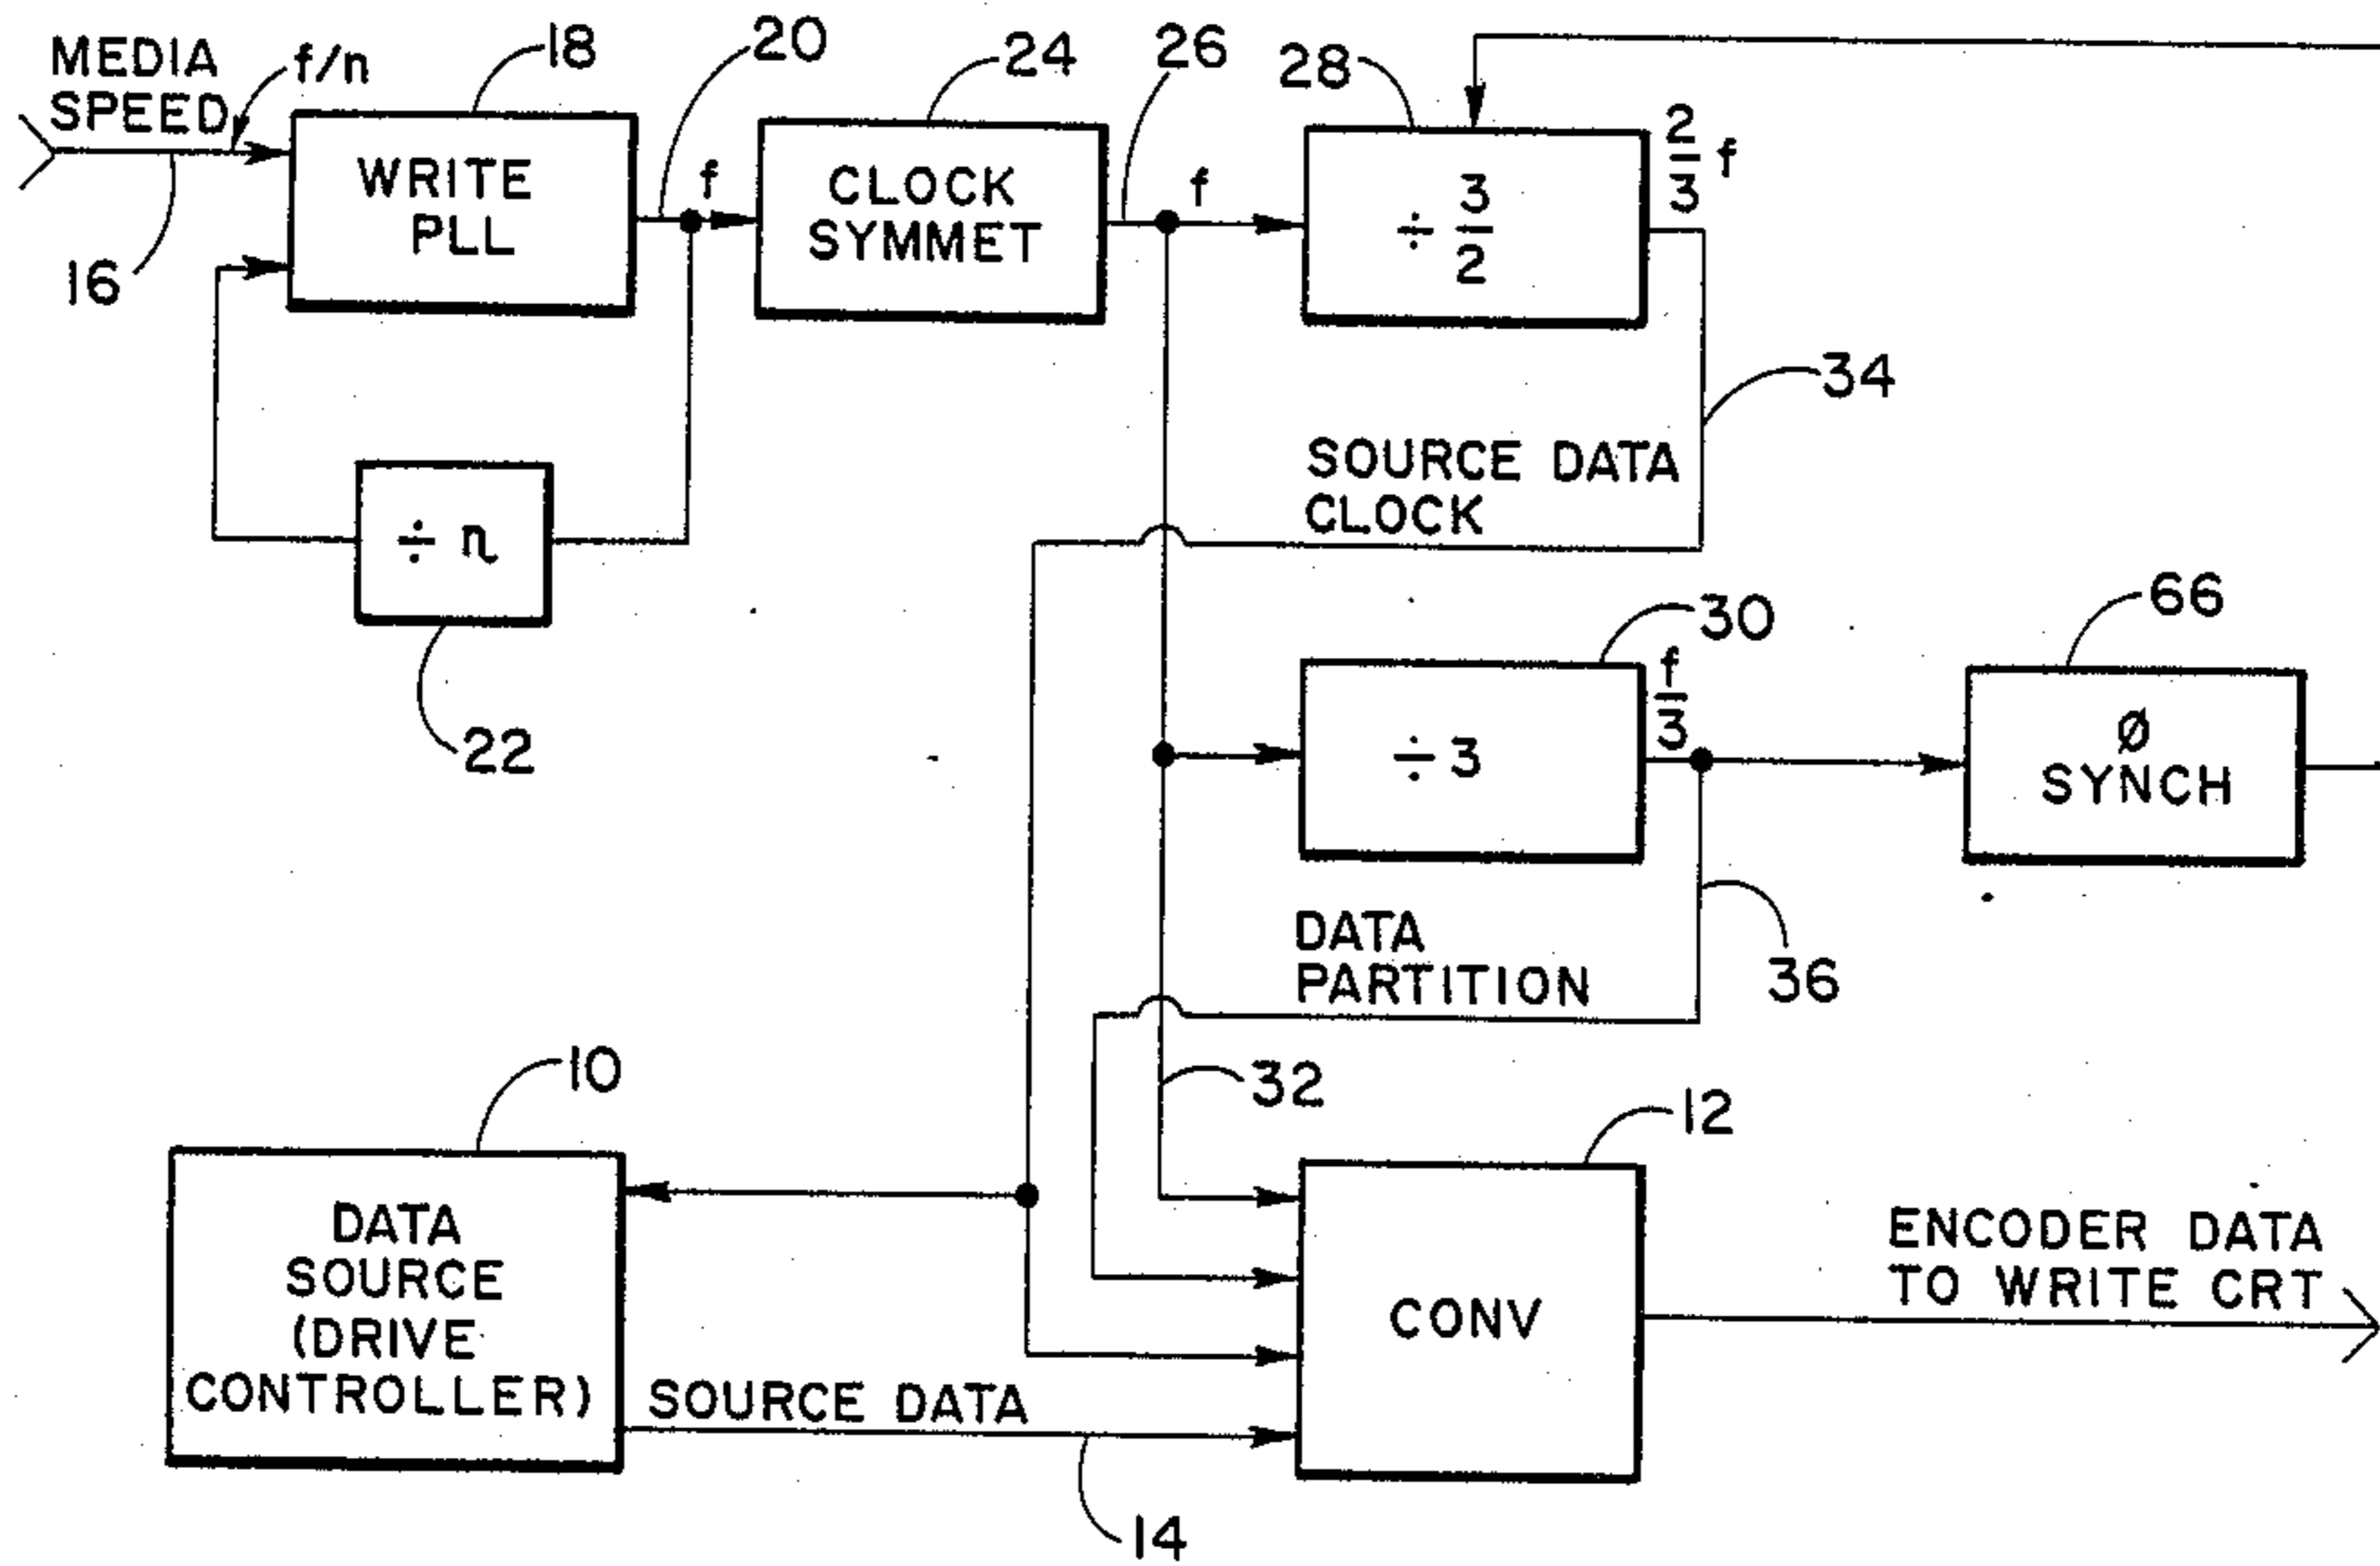 MEDIA
SPEED
f/n
18
20
24
26
28
16
WRITE
PLL
f
CLOCK
SYMMET
f
÷ 3/2
2/3 f
34
÷ n
22
SOURCE DATA
CLOCK
30
66
÷ 3
f/3
Ø
SYNCH
DATA
PARTITION
36
10
32
12
DATA
SOURCE
(DRIVE
CONTROLLER)
SOURCE DATA
CONV
ENCODER DATA
TO WRITE CRT
14